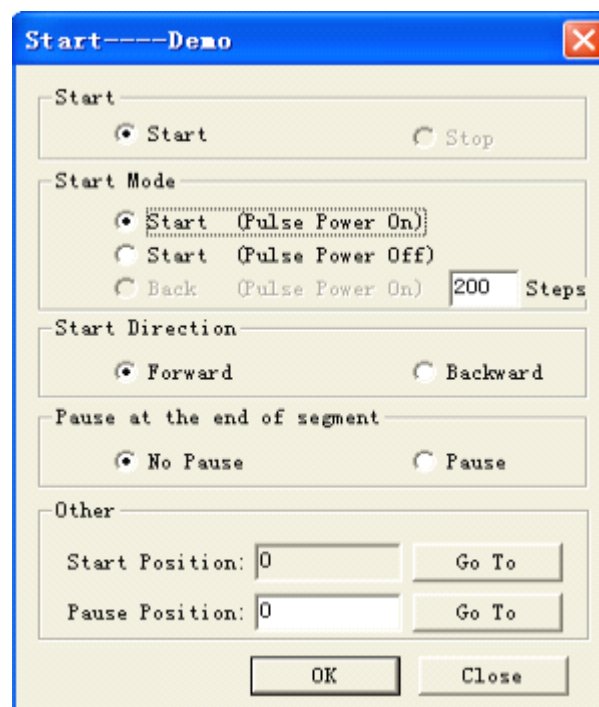 Start----Demo
Start
Start Stop
Start Mode
Start (Pulse Power On)
Start (Pulse Power Off)
Back (Pulse Power On) 200 Steps
Start Direction
Forward Backward
Pause at the end of segment
No Pause Pause
Other
Start Position: 0 Go To
Pause Position: 0 Go To
OK Close